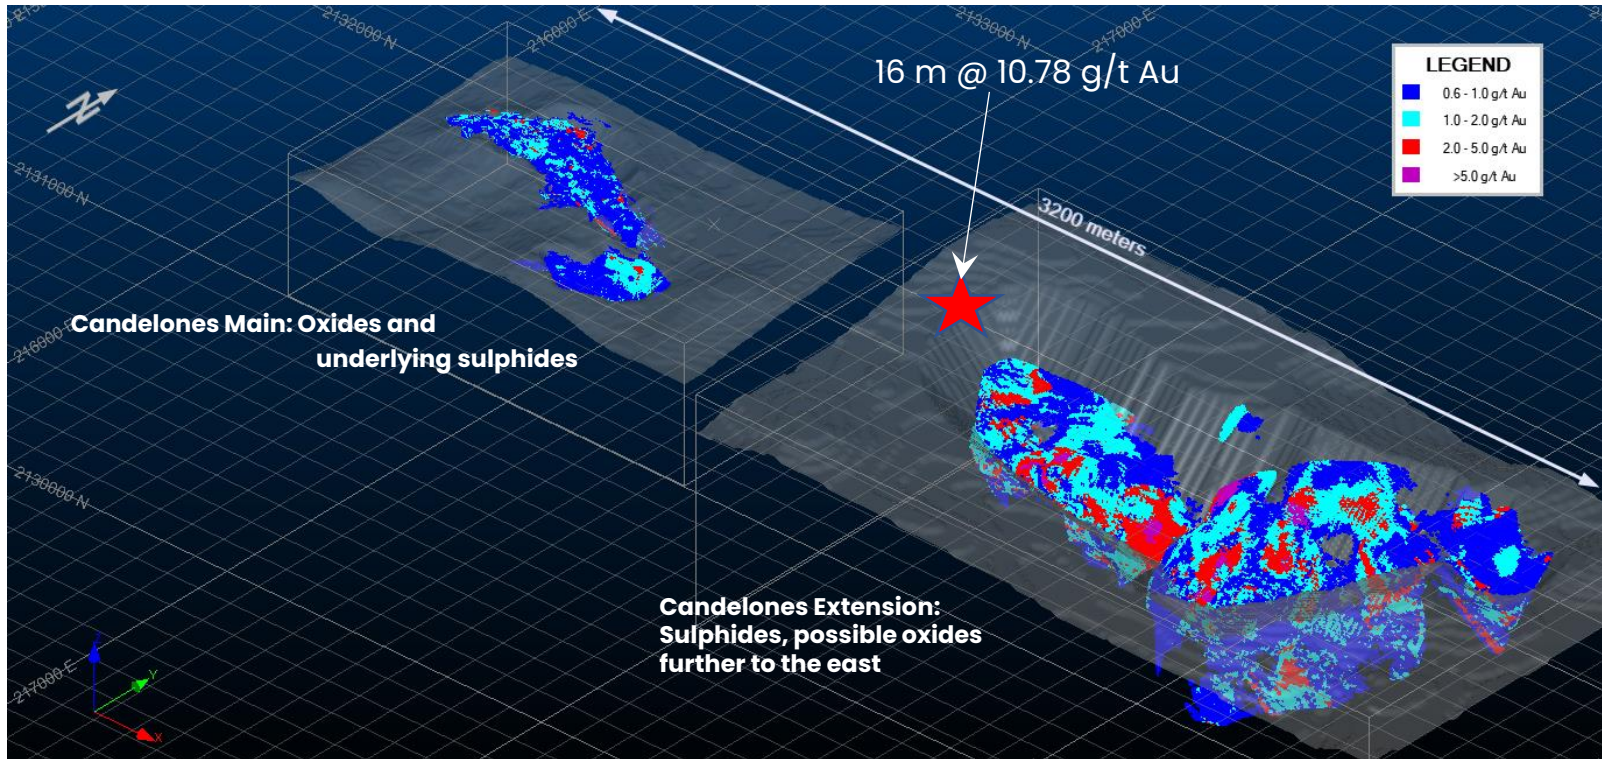 2132000 N
216000 E
2133000 N
217000 E
16 m @ 10.78 g/t Au
LEGEND
0.6 - 1.0 g/t Au
1.0 - 2.0 g/t Au
2.0 - 5.0 g/t Au
>5.0 g/t Au
N
2131000 N
3200 meters
Candelones Main: Oxides and
underlying sulphides
216000 E
2130000 N
Candelones Extension:
Sulphides, possible oxides
further to the east
217000 E
Y
X